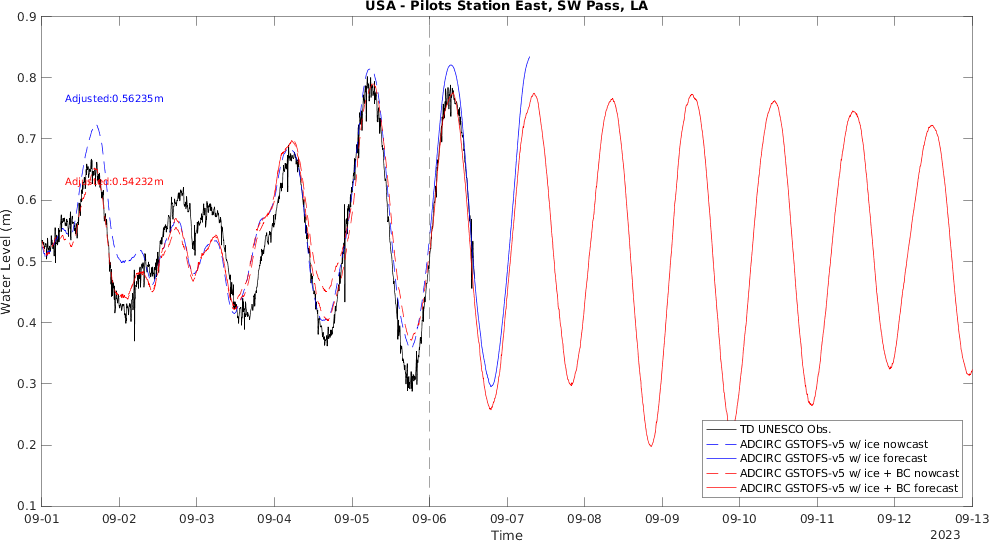 USA - Pilots Station East, SW Pass, LA
0.9
0.8
0.7
0.6
0.5
0.4
0.3
0.2
0.1
Water Level (m)
Adjusted:0.56235m
Adjusted:0.54232m
TD UNESCO Obs.
ADCIRC GSTOFS-v5 w/ ice nowcast
ADCIRC GSTOFS-v5 w/ ice forecast
ADCIRC GSTOFS-v5 w/ ice + BC nowcast
ADCIRC GSTOFS-v5 w/ ice + BC forecast
09-01 09-02 09-03 09-04 09-05 09-06 09-07 09-08 09-09 09-10 09-11 09-12 09-13
Time
2023